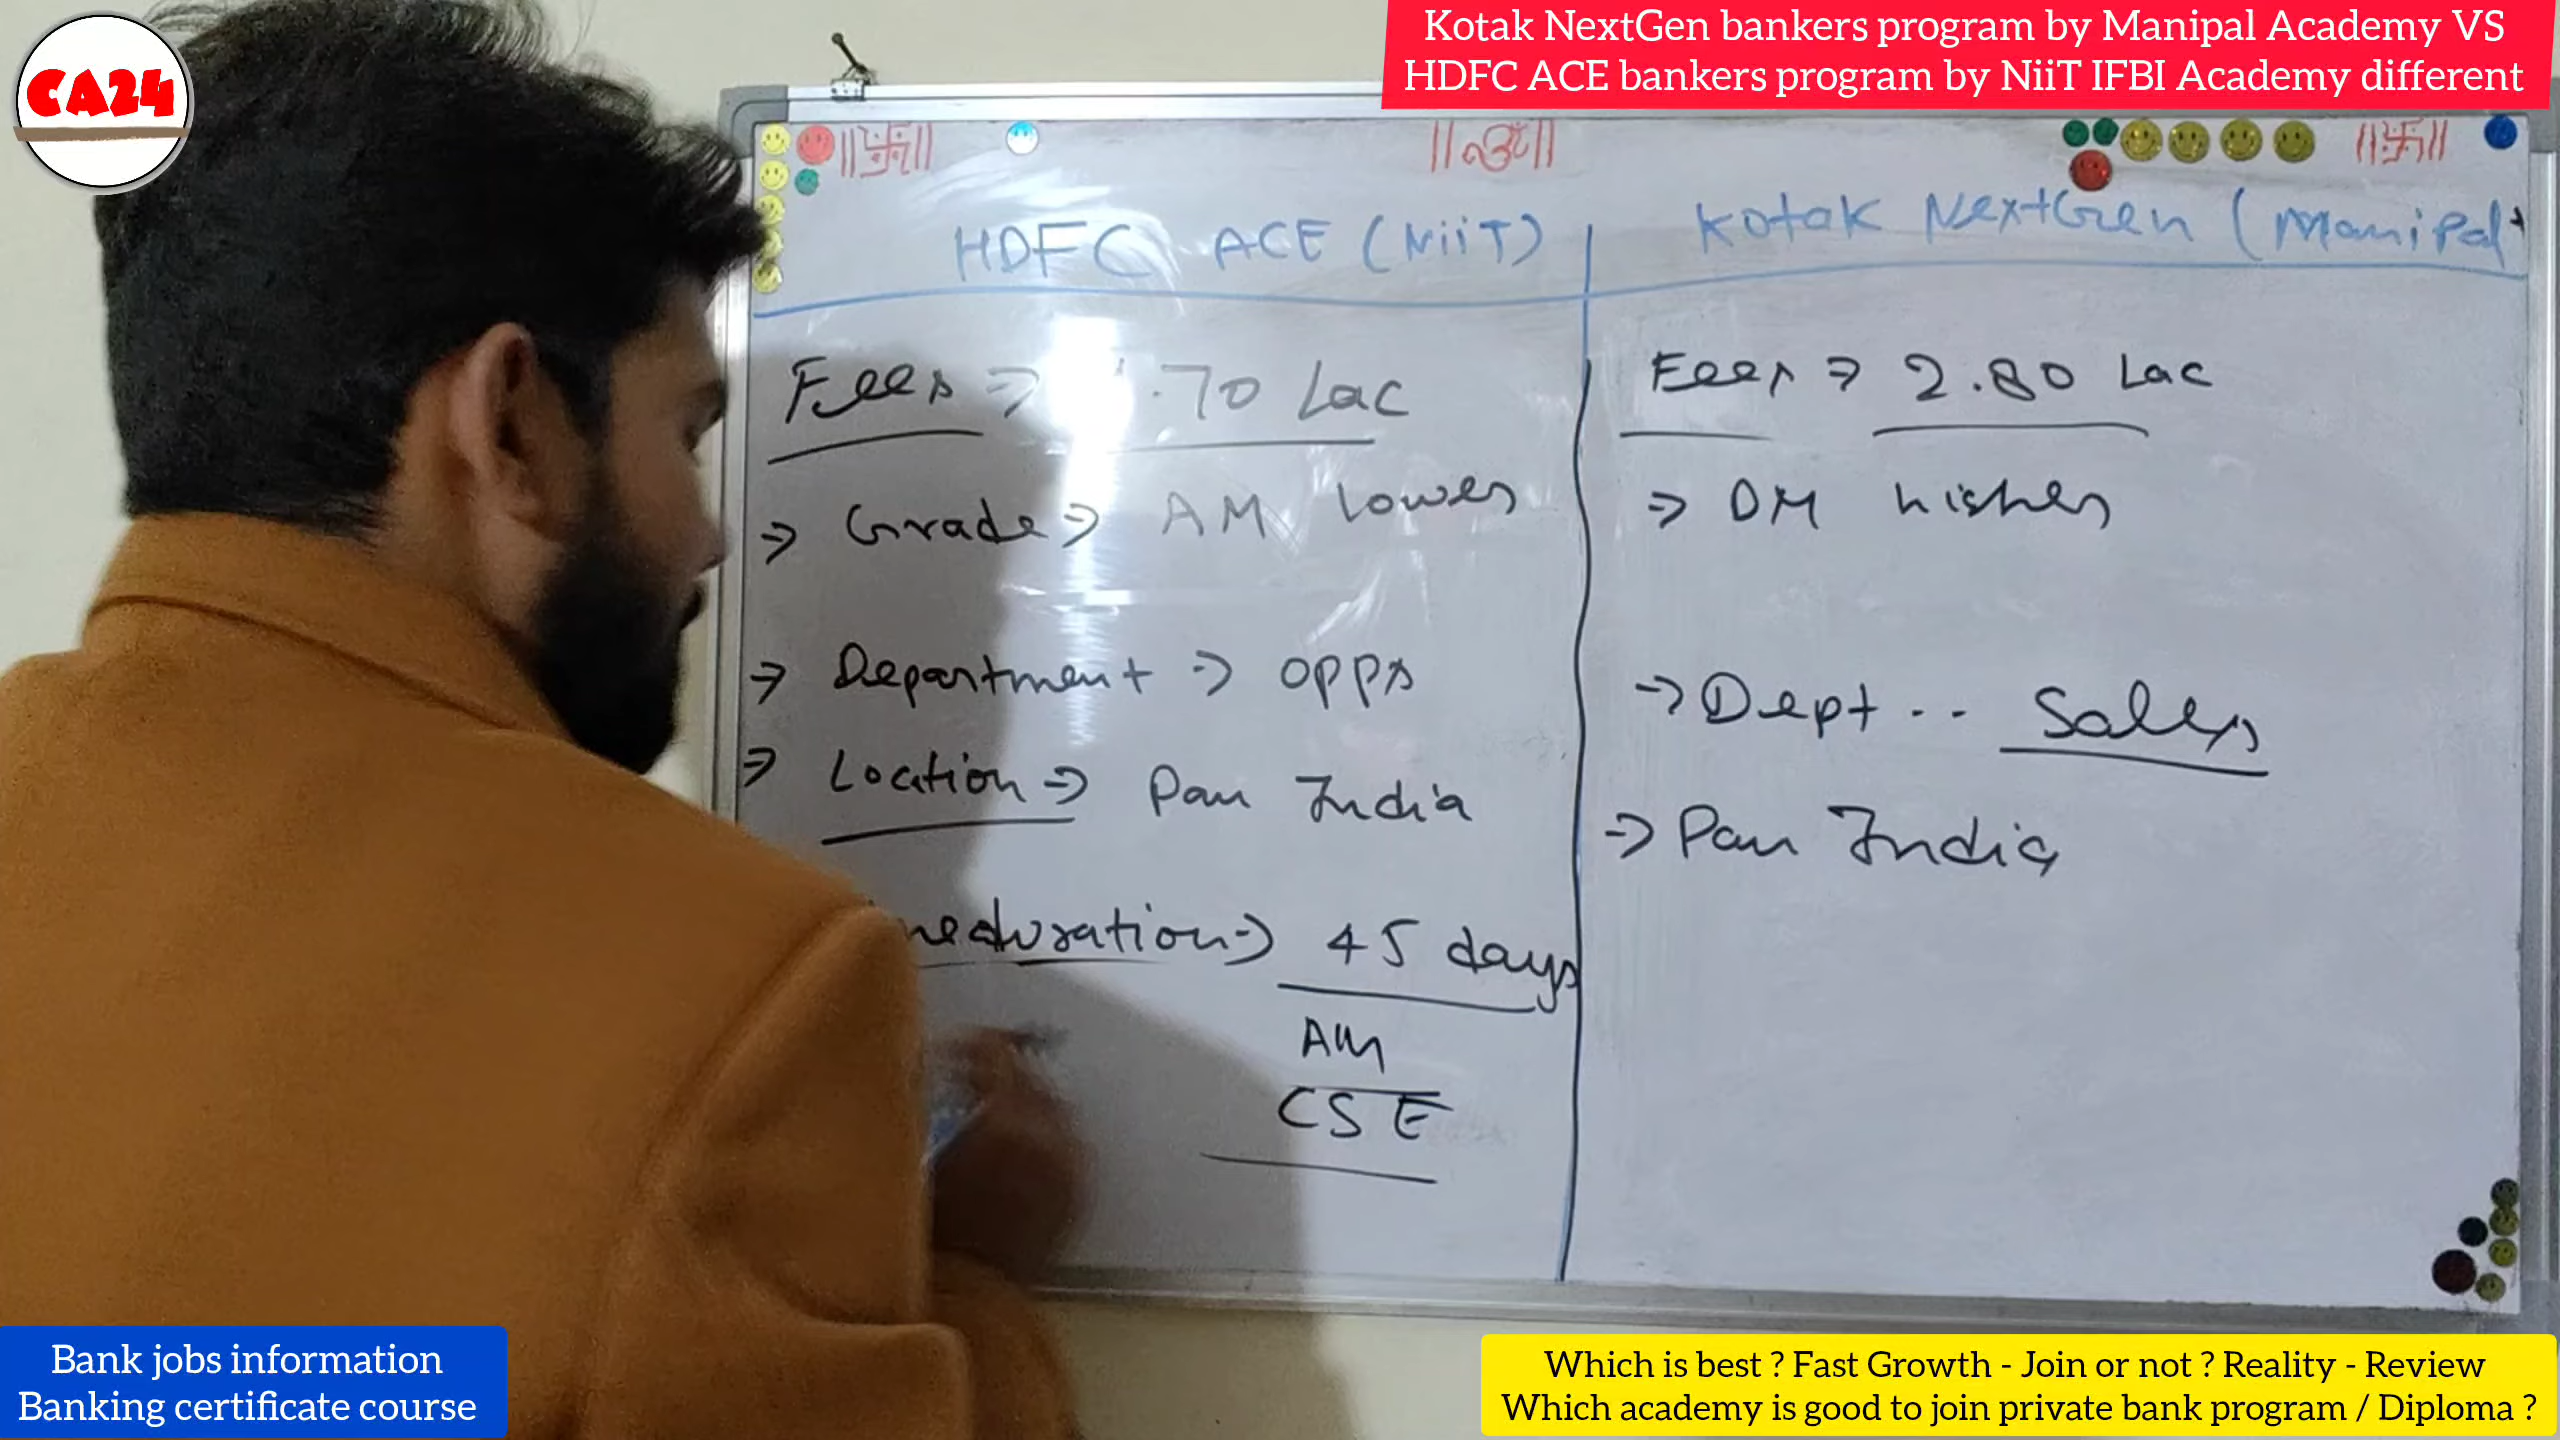 CA24
Kotak NextGen bankers program by Manipal Academy VS
HDFC ACE bankers program by NiiT IFBI Academy different
||卐|| ||ॐ|| ||卐||
HDFC ACE (NiiT)
Kotak NextGen (Manipal
Fees ⇒ .70 Lac
⇒ Grade ⇒ AM lower
→ Department → OPPs
⇒ Location ⇒ Pan India
duration → 45 days
AM
CSE
Fees ⇒ 2.80 Lac
⇒ DM higher
→ Dept .. Sales
→ Pan India
Bank jobs information
Banking certificate course
Which is best ? Fast Growth - Join or not ? Reality - Review
Which academy is good to join private bank program / Diploma ?